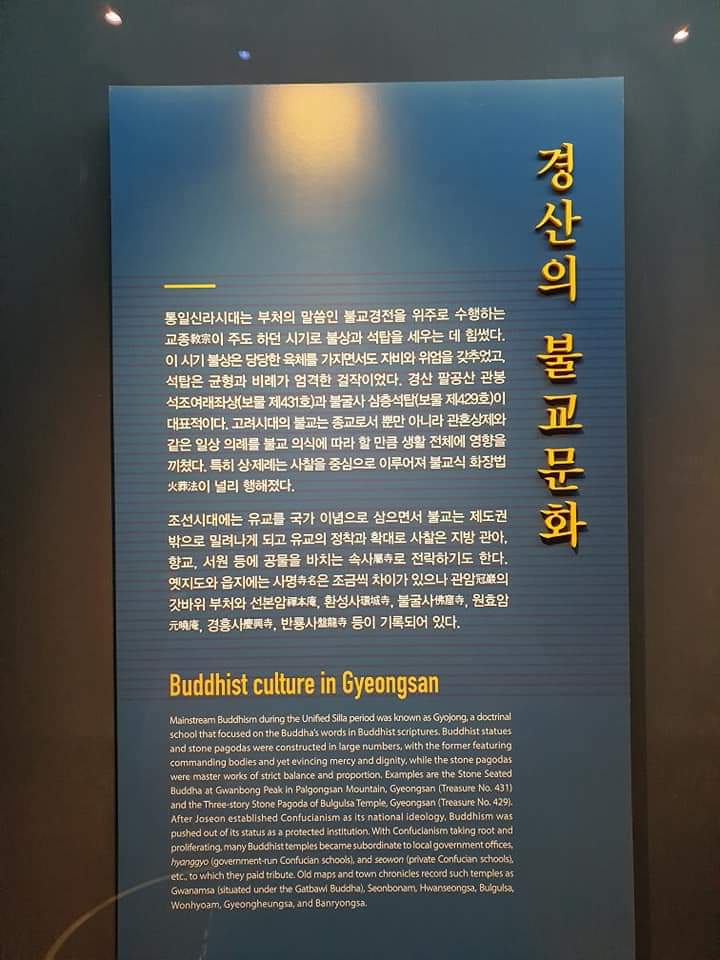 경산의 불교문화
통일신라시대는 부처의 말씀인 불교경전을 위주로 수행하는
교종敎宗이 주도 하던 시기로 불상과 석탑을 세우는 데 힘썼다.
이 시기 불상은 당당한 육체를 가지면서도 자비와 위엄을 갖추었고,
석탑은 균형과 비례가 엄격한 걸작이었다. 경산 팔공산 관봉
석조여래좌상(보물 제431호)과 불굴사 삼층석탑(보물 제429호)이
대표적이다. 고려시대의 불교는 종교로서 뿐만 아니라 관혼상제와
같은 일상 의례를 불교 의식에 따라 할 만큼 생활 전체에 영향을
끼쳤다. 특히 상·제례는 사찰을 중심으로 이루어져 불교식 화장법
火葬法이 널리 행해졌다.
조선시대에는 유교를 국가 이념으로 삼으면서 불교는 제도권
밖으로 밀려나게 되고 유교의 정착과 확대로 사찰은 지방 관아,
향교, 서원 등에 공물을 바치는 속사屬寺로 전락하기도 한다.
옛지도와 읍지에는 사명寺名은 조금씩 차이가 있으나 관암冠巖의
갓바위 부처와 선본암禪本庵, 환성사環城寺, 불굴사佛窟寺, 원효암
元曉庵, 경흥사慶興寺, 반룡사盤龍寺 등이 기록되어 있다.
Buddhist culture in Gyeongsan
Mainstream Buddhism during the Unified Silla period was known as Gyojong, a doctrinal
school that focused on the Buddha's words in Buddhist scriptures. Buddhist statues
and stone pagodas were constructed in large numbers, with the former featuring
commanding bodies and yet evincing mercy and dignity, while the stone pagodas
were master works of strict balance and proportion. Examples are the Stone Seated
Buddha at Gwanbong Peak in Palgongsan Mountain, Gyeongsan (Treasure No. 431)
and the Three-story Stone Pagoda of Bulgulsa Temple, Gyeongsan (Treasure No. 429).
After Joseon established Confucianism as its national ideology, Buddhism was
pushed out of its status as a protected institution. With Confucianism taking root and
proliferating, many Buddhist temples became subordinate to local government offices,
hyanggyo (government-run Confucian schools), and seowon (private Confucian schools),
etc., to which they paid tribute. Old maps and town chronicles record such temples as
Gwanamsa (situated under the Gatbawi Buddha), Seonbonam, Hwanseongsa, Bulgulsa,
Wonhyoam, Gyeongheungsa, and Banryongsa.